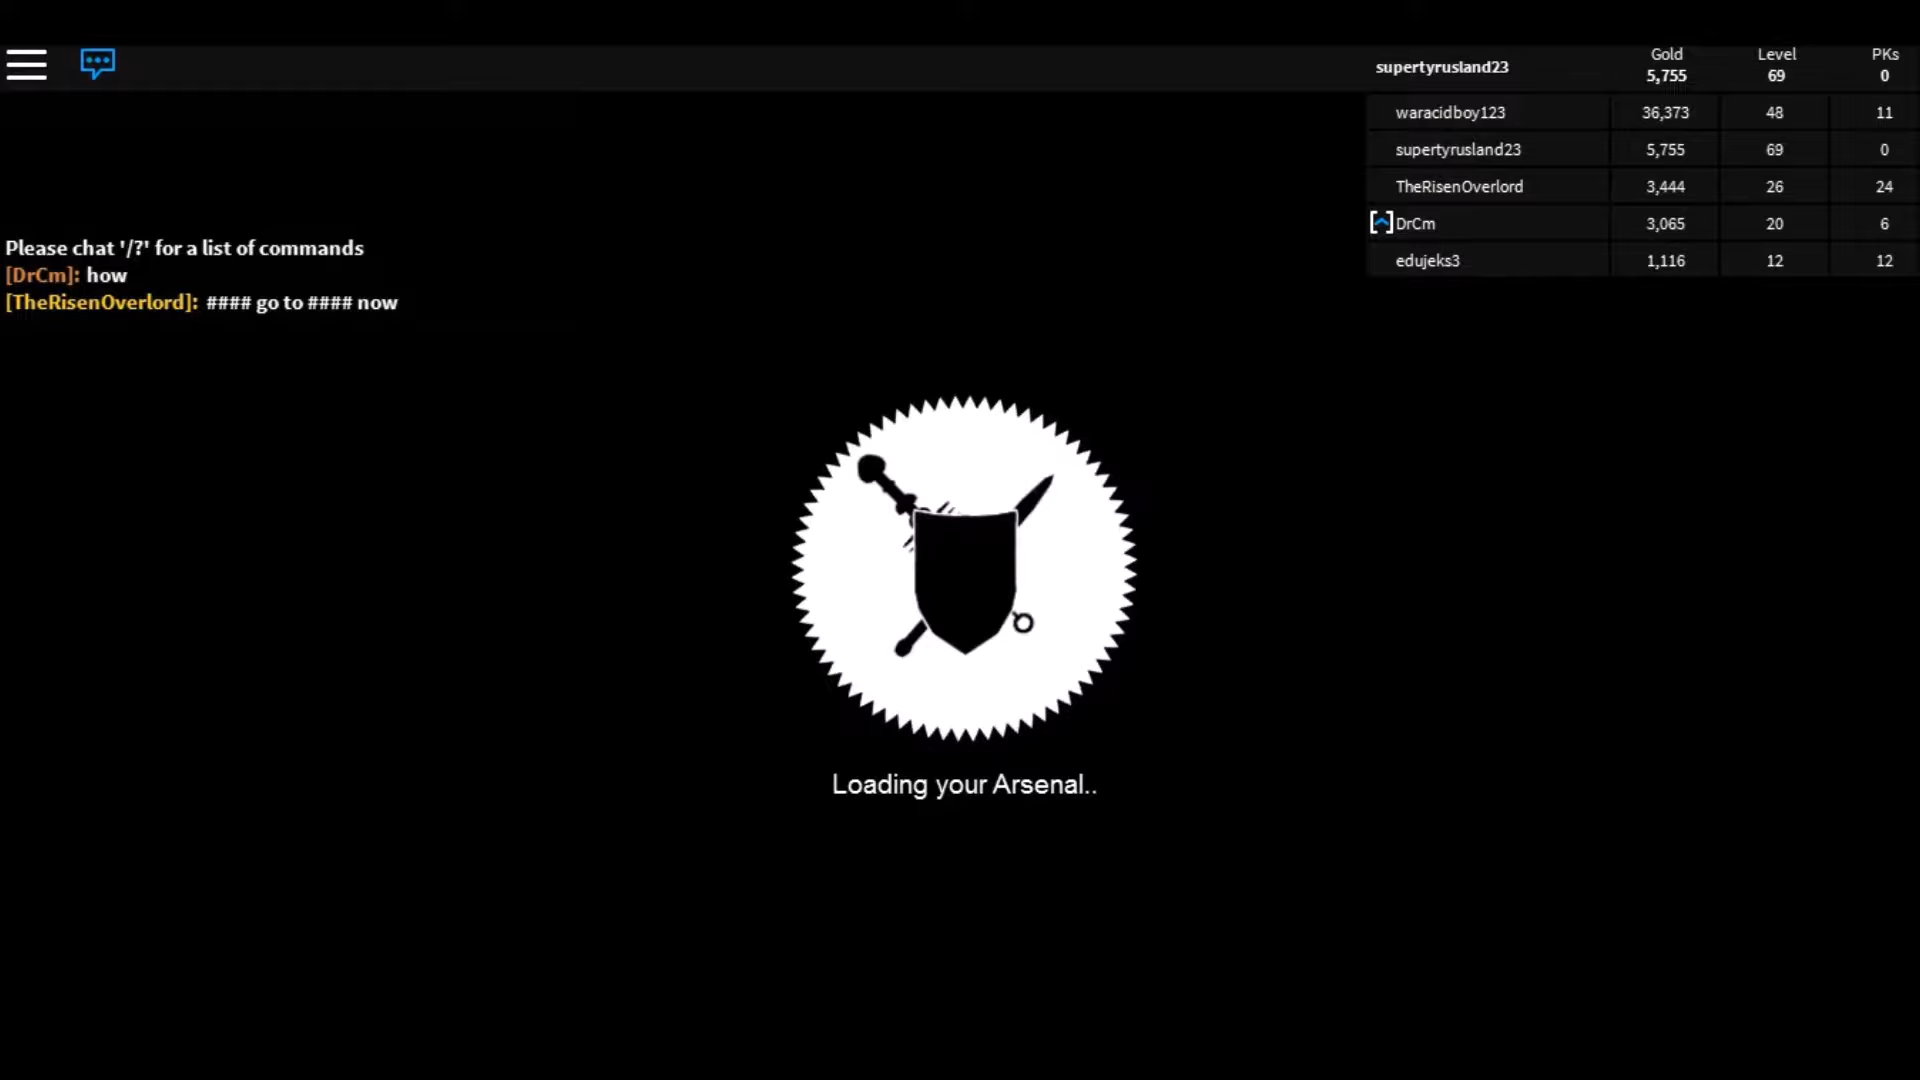 Gold Level PKs
supertyrusland23 5,755 69 0
waracidboy123 36,373 48 11
supertyrusland23 5,755 69 0
TheRisenOverlord 3,444 26 24
DrCm 3,065 20 6
edujeks3 1,116 12 12
Please chat '/?' for a list of commands
[DrCm]: how
[TheRisenOverlord]: #### go to #### now
Loading your Arsenal..